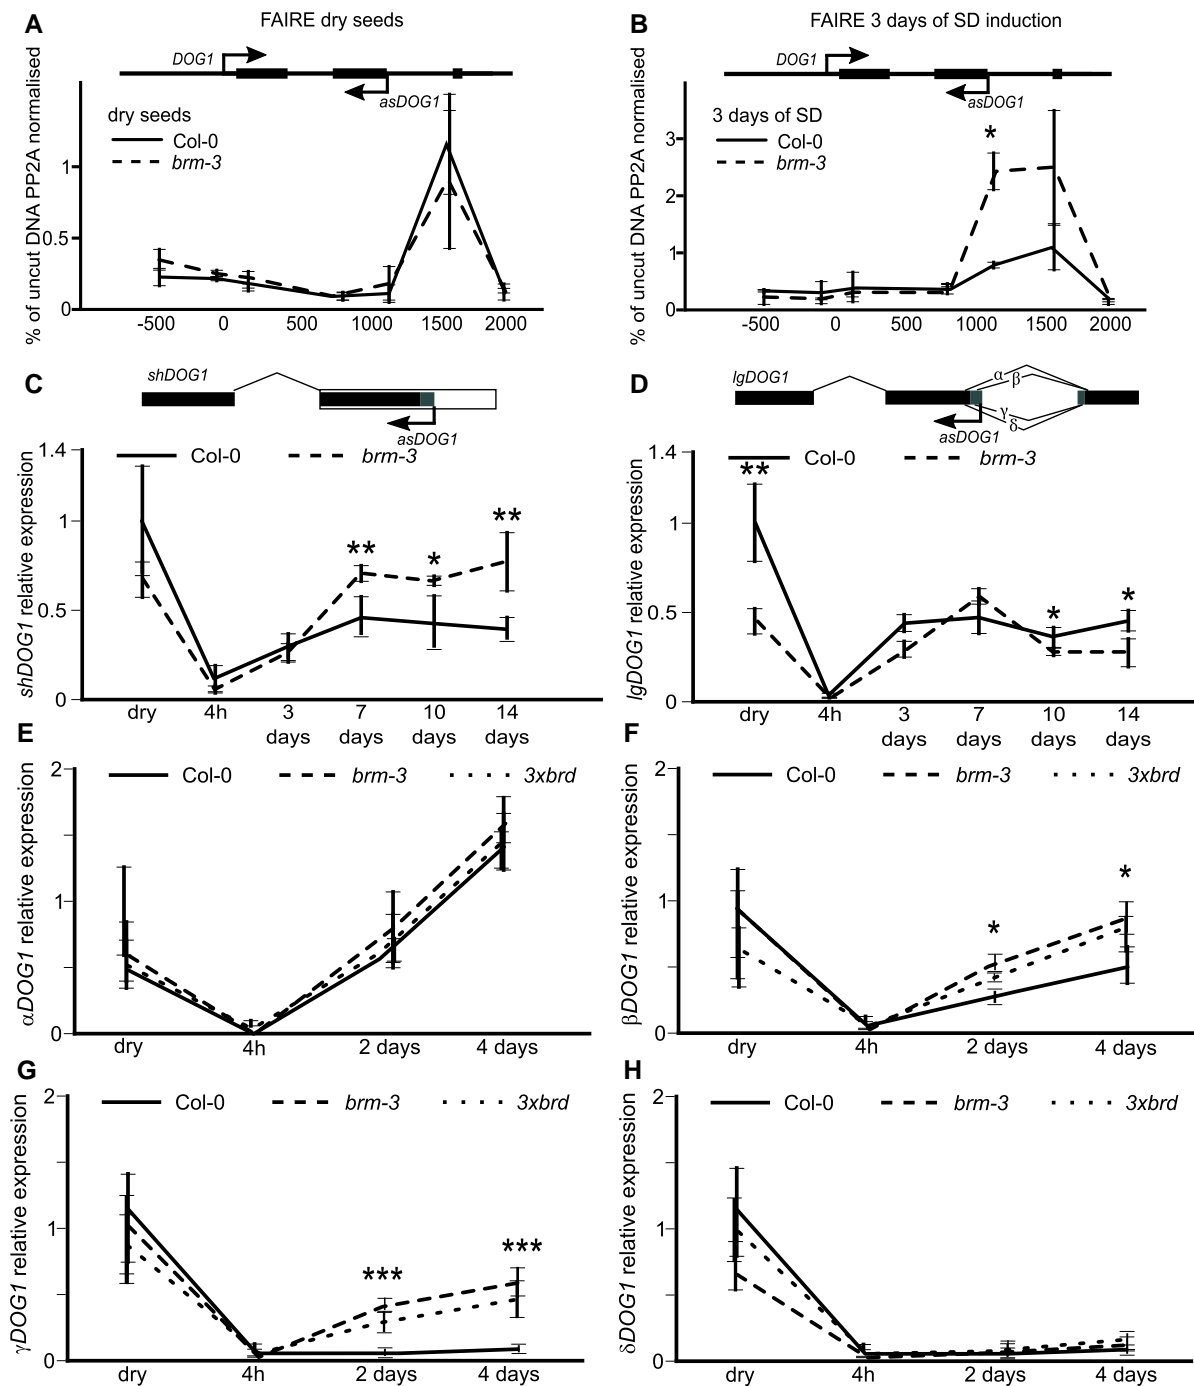 A
FAIRE dry seeds
DOG1
asDOG1
dry seeds
Col-0
brm-3
% of uncut DNA PP2A normalised
1
0.5
0
-500 0 500 1000 1500 2000
B
FAIRE 3 days of SD induction
DOG1
asDOG1
3 days of SD
Col-0
brm-3
*
% of uncut DNA PP2A normalised
3
2
1
0
-500 0 500 1000 1500 2000
C
shDOG1
asDOG1
Col-0 brm-3
shDOG1 relative expression
1.4
1
0.5
0
** * **
dry 4h 3 days 7 days 10 days 14 days
D
lgDOG1
α β
γ
δ
asDOG1
Col-0 brm-3
lgDOG1 relative expression
1.4
1
0.5
0
** * *
dry 4h 3 days 7 days 10 days 14 days
E
Col-0 brm-3 3xbrd
αDOG1 relative expression
2
1
0
dry 4h 2 days 4 days
F
Col-0 brm-3 3xbrd
βDOG1 relative expression
2
1
0
* *
dry 4h 2 days 4 days
G
Col-0 brm-3 3xbrd
γDOG1 relative expression
2
1
0
*** ***
dry 4h 2 days 4 days
H
Col-0 brm-3 3xbrd
δDOG1 relative expression
2
1
0
dry 4h 2 days 4 days